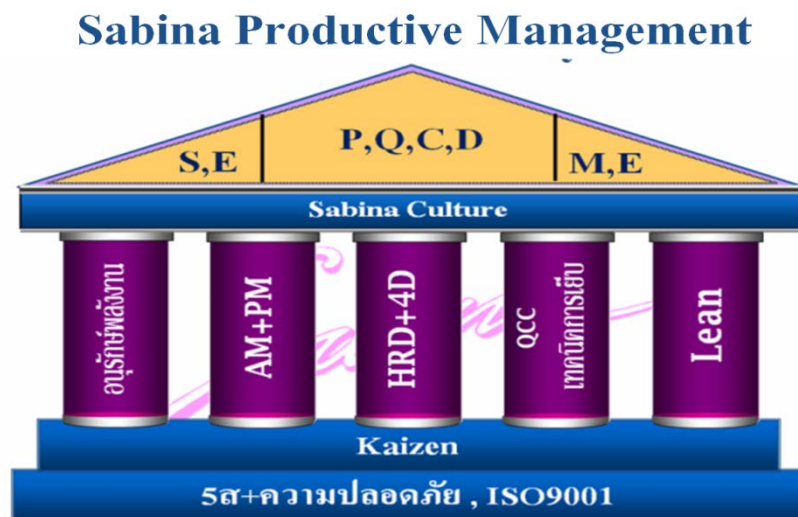 Sabina Productive Management
P,Q,C,D
S,E
M,E
Sabina Culture
อนุรักษ์พลังงาน
AM+PM
HRD+4D
QCC
เทคนิคการเย็บ
Lean
Kaizen
5ส+ความปลอดภัย , ISO9001